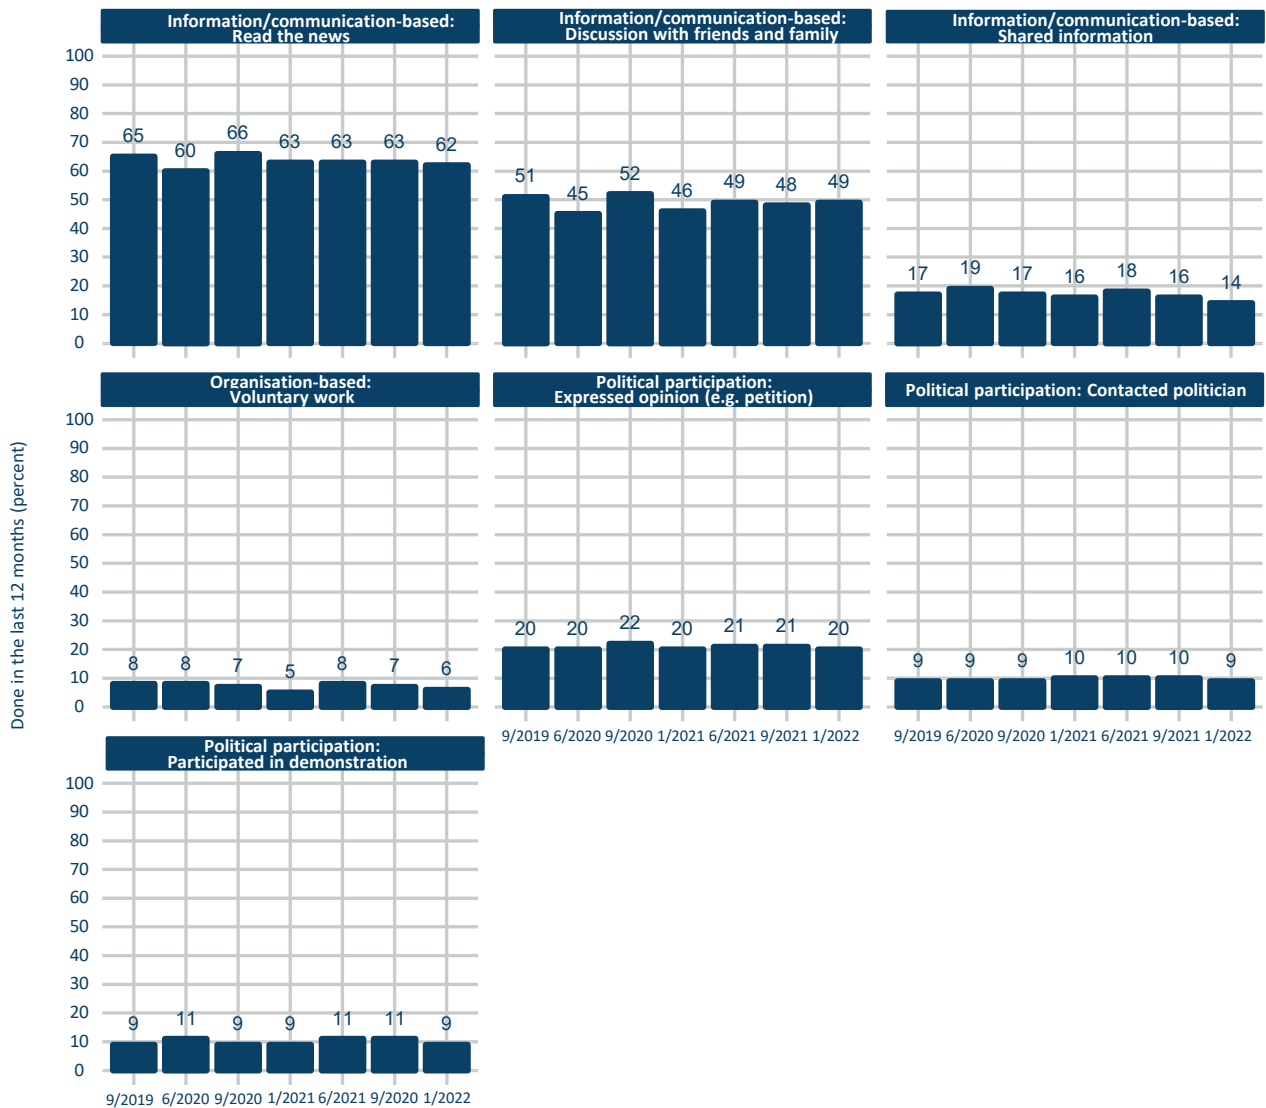 Information/communication-based:
Read the news
Information/communication-based:
Discussion with friends and family
Information/communication-based:
Shared information
100
90
80
70
60
50
40
30
20
10
0
65 60 66 63 63 63 62
51 45 52 46 49 48 49
17 19 17 16 18 16 14
Organisation-based:
Voluntary work
Political participation:
Expressed opinion (e.g. petition)
Political participation: Contacted politician
Done in the last 12 months (percent)
100
90
80
70
60
50
40
30
20
10
0
8 8 7 5 8 7 6
20 20 22 20 21 21 20
9 9 9 10 10 10 9
9/2019 6/2020 9/2020 1/2021 6/2021 9/2021 1/2022
9/2019 6/2020 9/2020 1/2021 6/2021 9/2021 1/2022
Political participation:
Participated in demonstration
100
90
80
70
60
50
40
30
20
10
0
9 11 9 9 11 11 9
9/2019 6/2020 9/2020 1/2021 6/2021 9/2020 1/2022